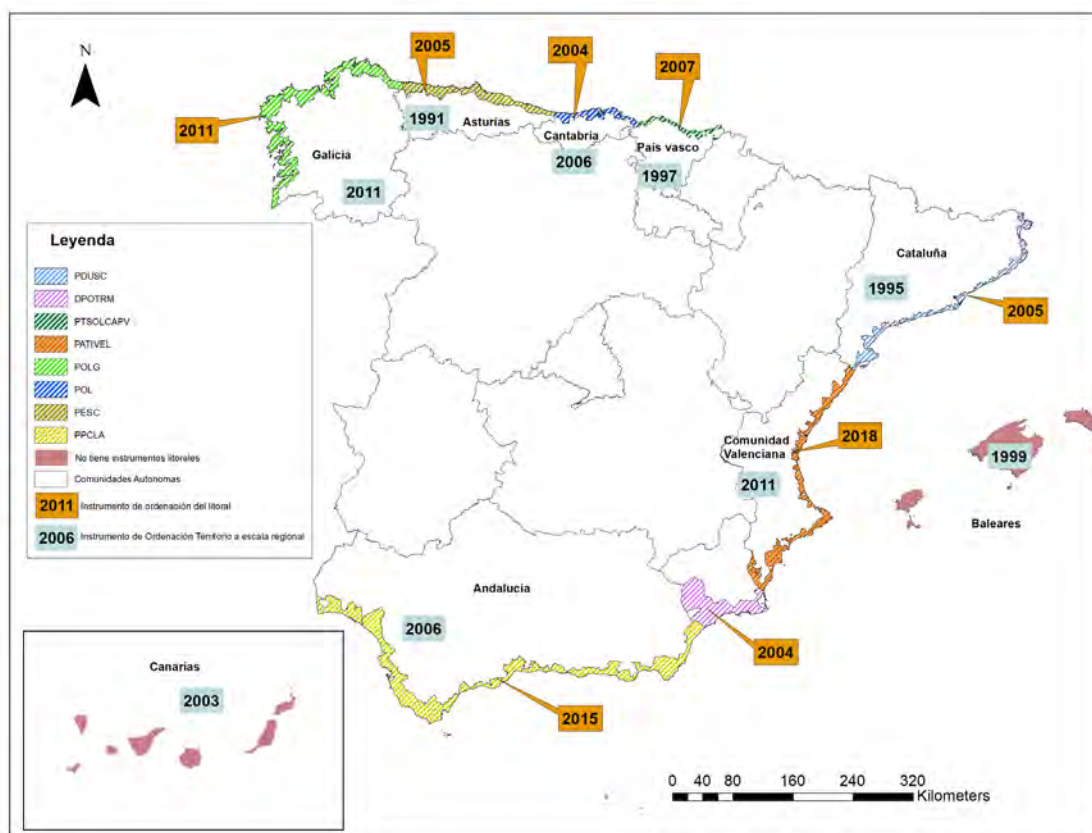 N
2005
2004
2007
2011
1991
Asturias
Cantabria
2006
Pais vasco
1997
Galicia
2011
Leyenda
PDUSC
DPOTRM
PTSOLCAPV
PATIVEL
POLG
POL
PESC
PPCLA
No tiene instrumentos litorales
Comunidades Autonomas
2011 Instrumento de ordenación del litoral
2006 Instrumento de Ordenación Territorio a escala regional
Cataluña
1995
2005
Comunidad
Valenciana
2018
2011
1999
Baleares
Andalucia
2006
2004
2015
Canarias
2003
0 20 40 80 160 240 320
Kilometers